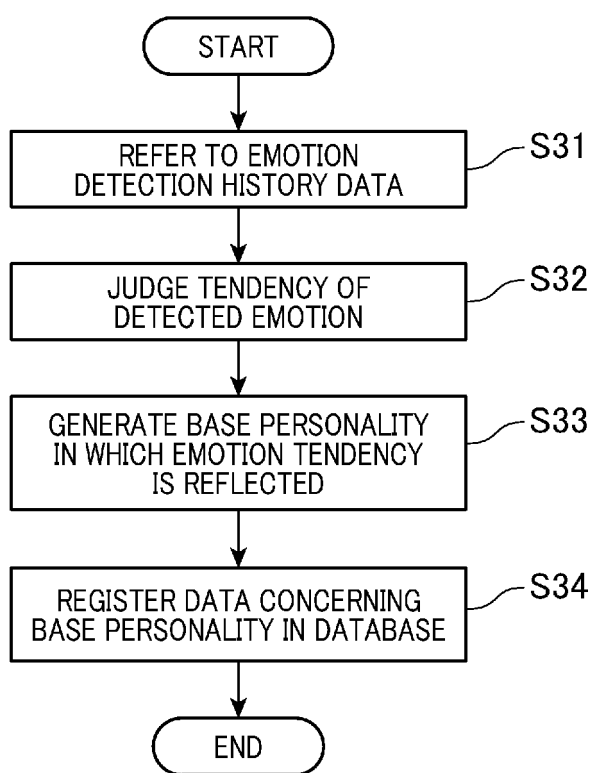 START
REFER TO EMOTION
DETECTION HISTORY DATA
S31
JUDGE TENDENCY OF
DETECTED EMOTION
S32
GENERATE BASE PERSONALITY
IN WHICH EMOTION TENDENCY
IS REFLECTED
S33
REGISTER DATA CONCERNING
BASE PERSONALITY IN DATABASE
S34
END